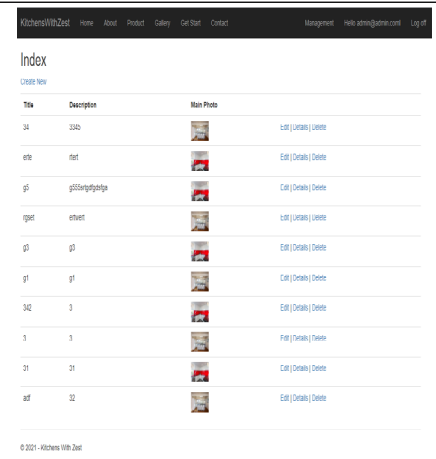 KitchensWithZest Home About Product Gallery Get Start Contact Management Hello admin@admin.com! Log off
Index
Create New
Title Description Main Photo
34 334b Edit | Details | Delete
erte rtert Edit | Details | Delete
g5 Edit | Details | Delete
rgset ertwert Edit | Details | Delete
g3 g3 Edit | Details | Delete
g1 g1 Edit | Details | Delete
342 3 Edit | Details | Delete
3 3 Edit | Details | Delete
31 31 Edit | Details | Delete
adf 32 Edit | Details | Delete
© 2021 - Kitchens With Zest